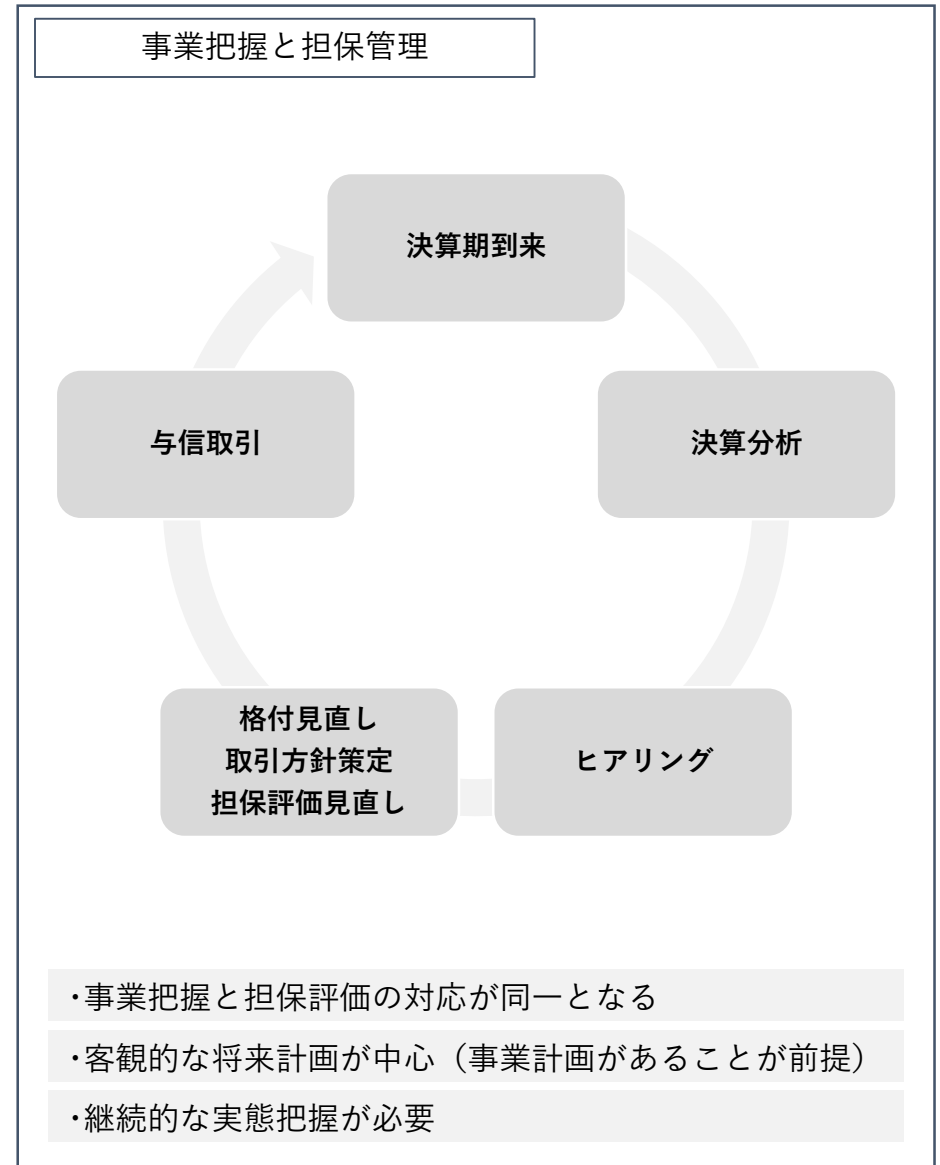 事業把握と担保管理
決算期到来
決算分析
ヒアリング
格付見直し
取引方針策定
担保評価見直し
与信取引
･事業把握と担保評価の対応が同一となる
･客観的な将来計画が中心（事業計画があることが前提）
･継続的な実態把握が必要